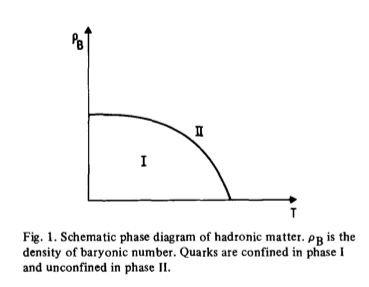 ρB
II
I
T
Fig. 1. Schematic phase diagram of hadronic matter. ρB is the
density of baryonic number. Quarks are confined in phase I
and unconfined in phase II.